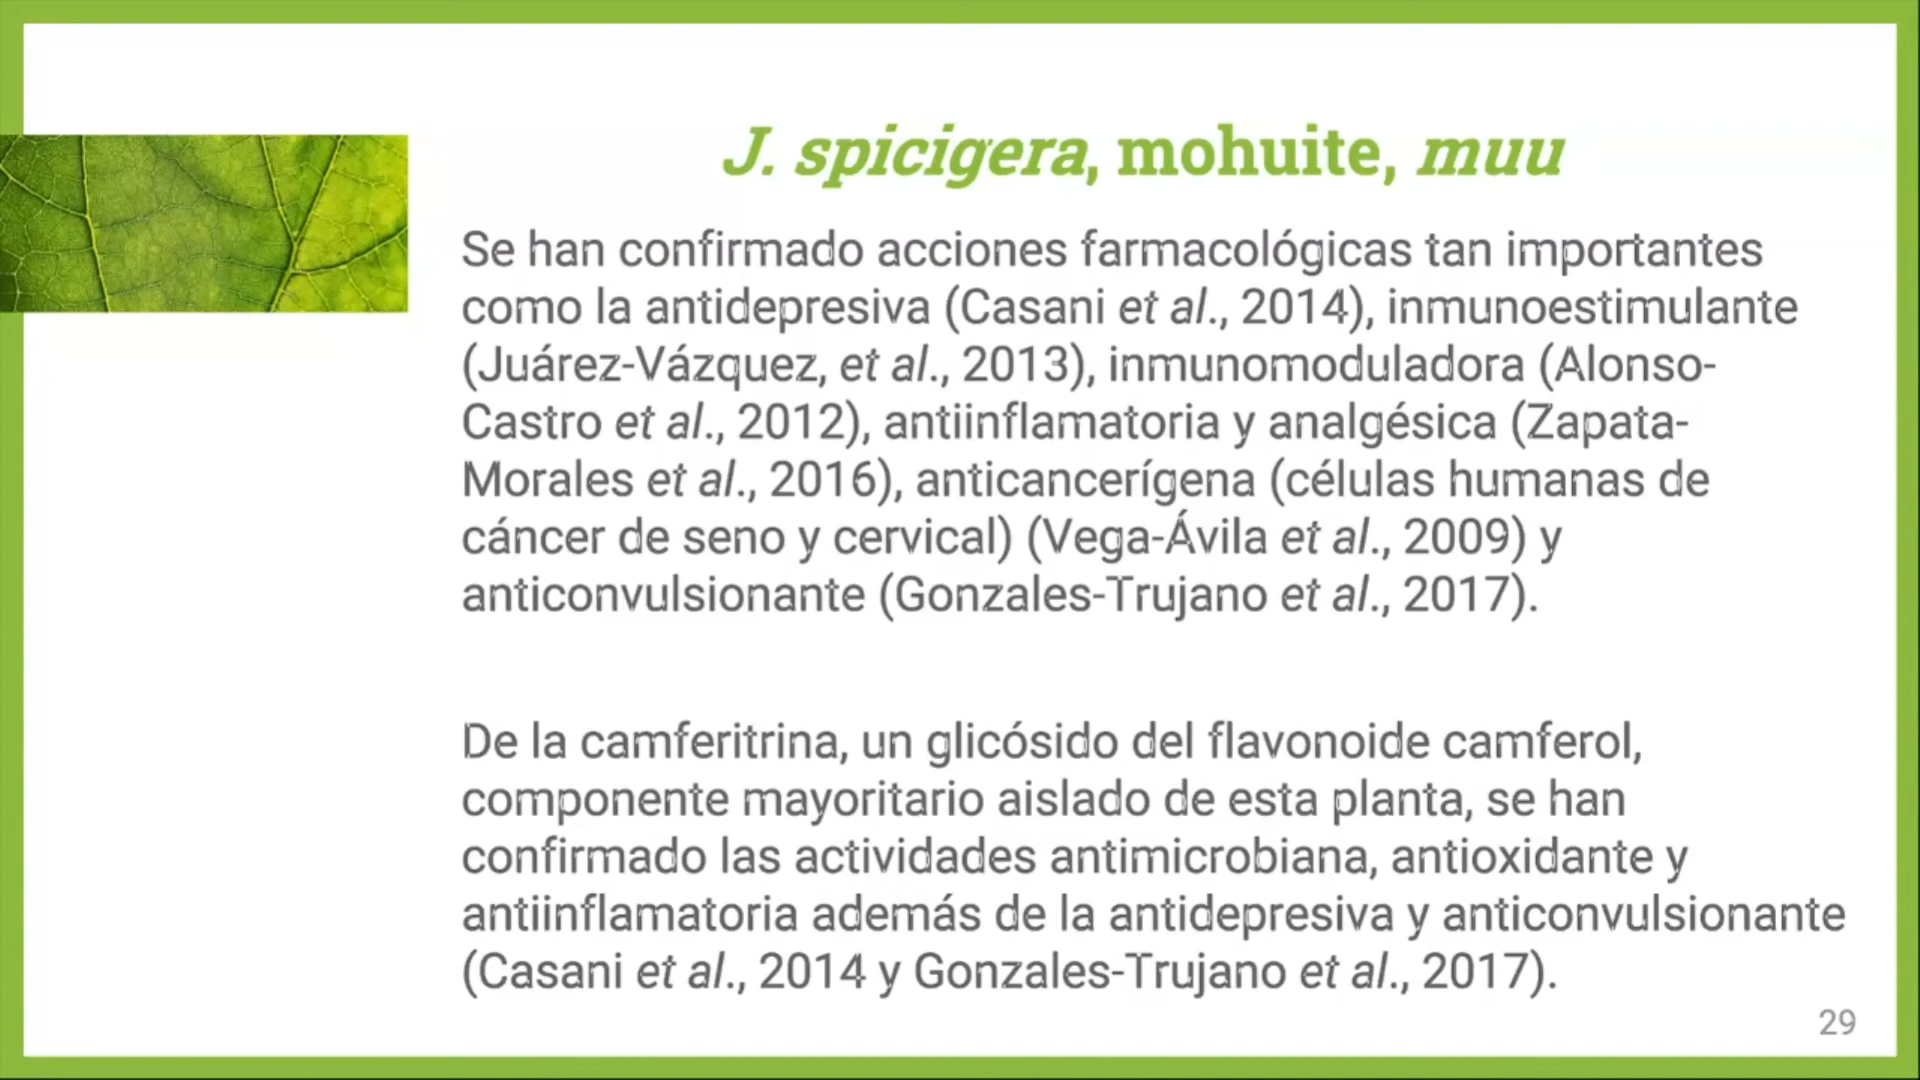 J. spicigera, mohuite, muu
Se han confirmado acciones farmacológicas tan importantes
como la antidepresiva (Casani et al., 2014), inmunoestimulante
(Juárez-Vázquez, et al., 2013), inmunomoduladora (Alonso-
Castro et al., 2012), antiinflamatoria y analgésica (Zapata-
Morales et al., 2016), anticancerígena (células humanas de
cáncer de seno y cervical) (Vega-Ávila et al., 2009) y
anticonvulsionante (Gonzales-Trujano et al., 2017).
De la camferitrina, un glicósido del flavonoide camferol,
componente mayoritario aislado de esta planta, se han
confirmado las actividades antimicrobiana, antioxidante y
antiinflamatoria además de la antidepresiva y anticonvulsionante
(Casani et al., 2014 y Gonzales-Trujano et al., 2017).
29